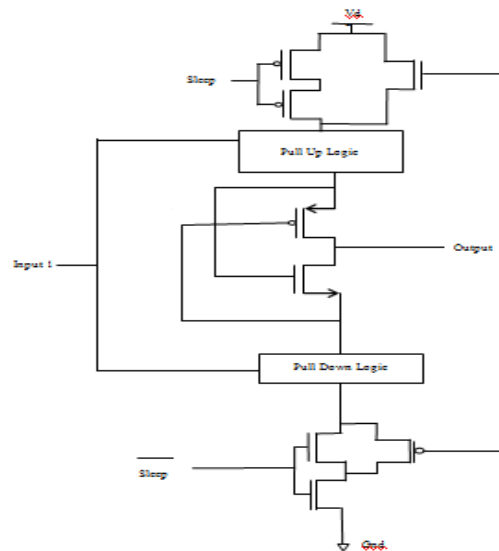 Vd.
Sleep
Pull Up Logic
Input 1
Output
Pull Down Logic
Sleep
Gnd.